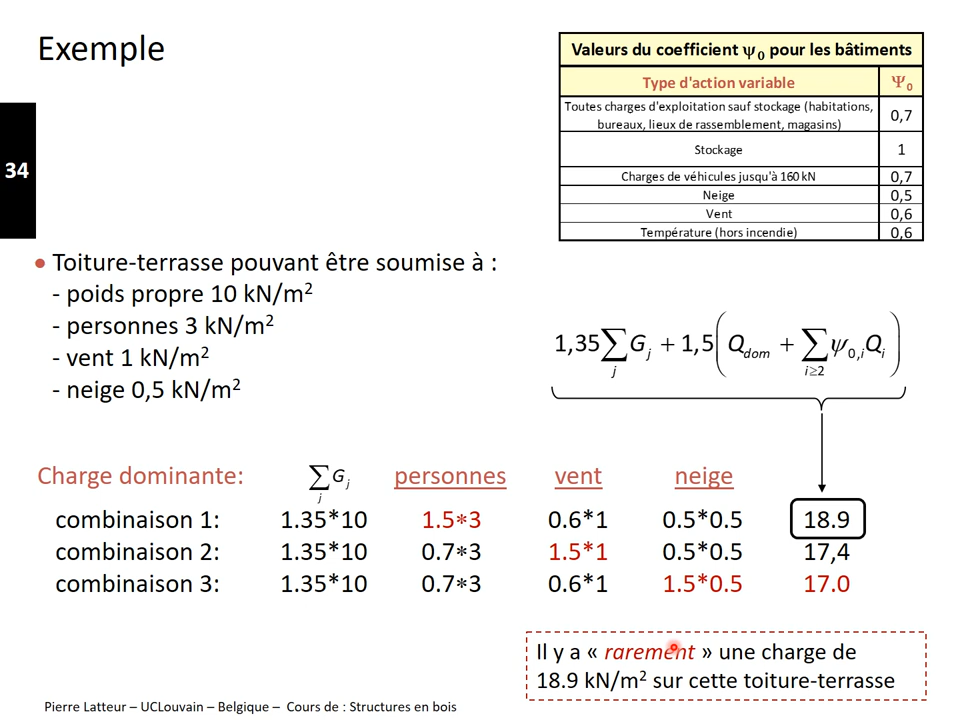 Exemple
Valeurs du coefficient ψ0 pour les bâtiments
Type d'action variable Ψ0
Toutes charges d'exploitation sauf stockage (habitations,
bureaux, lieux de rassemblement, magasins) 0,7
Stockage 1
Charges de véhicules jusqu'à 160 kN 0,7
Neige 0,5
Vent 0,6
Température (hors incendie) 0,6
34
• Toiture-terrasse pouvant être soumise à :
- poids propre 10 kN/m²
- personnes 3 kN/m²
- vent 1 kN/m²
- neige 0,5 kN/m²
1,35∑j Gj + 1,5(Qdom + ∑i≥2 ψ0,i Qi)
Charge dominante: ∑j Gj personnes vent neige
combinaison 1: 1.35*10 1.5*3 0.6*1 0.5*0.5 18.9
combinaison 2: 1.35*10 0.7*3 1.5*1 0.5*0.5 17,4
combinaison 3: 1.35*10 0.7*3 0.6*1 1.5*0.5 17.0
Il y a « rarement » une charge de
18.9 kN/m² sur cette toiture-terrasse
Pierre Latteur – UCLouvain – Belgique – Cours de : Structures en bois